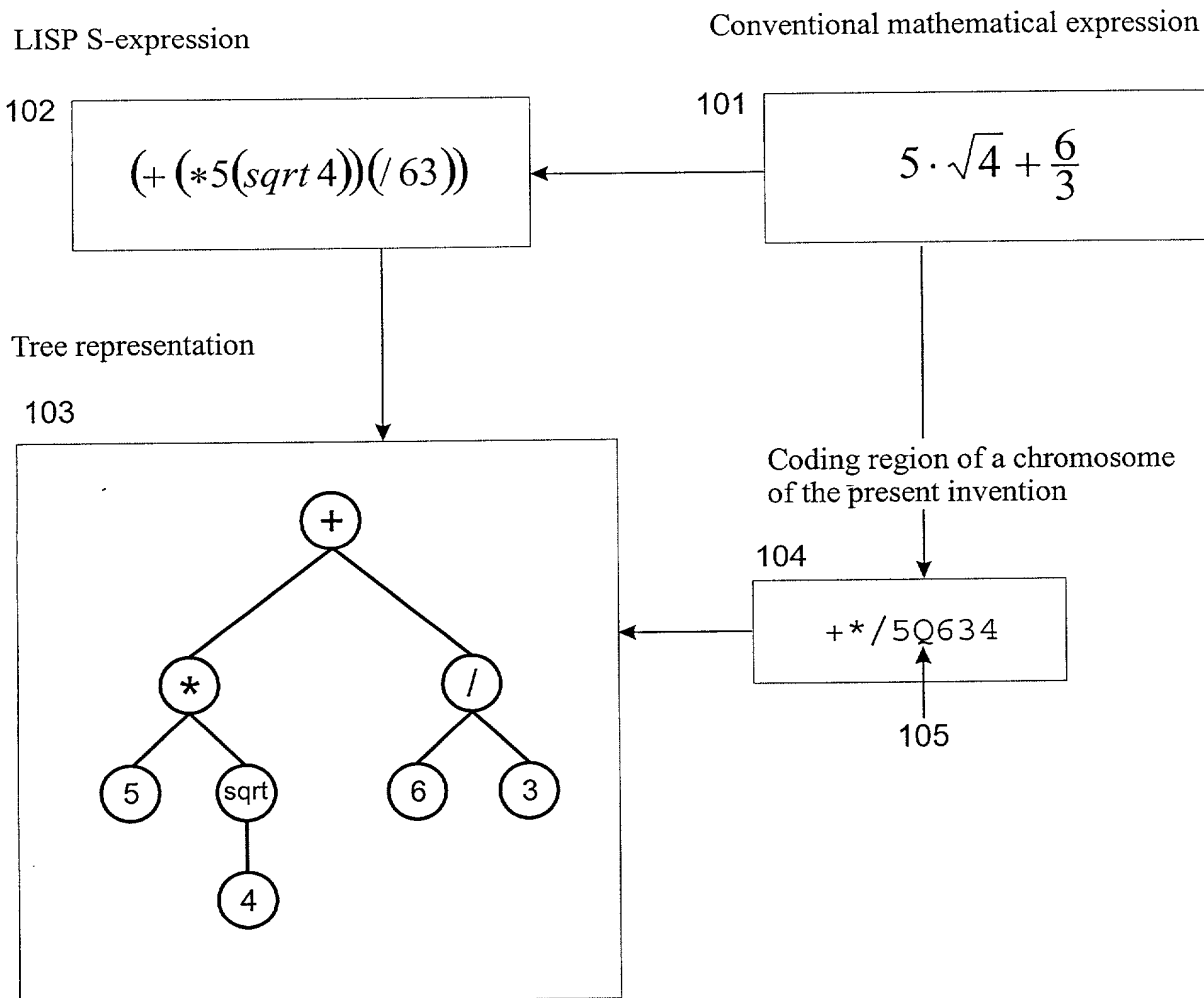 LISP S-expression
Conventional mathematical expression
102
101
(+ (*5(sqrt 4))(/ 63))
5 · √4 + 6/3
Tree representation
103
Coding region of a chromosome
of the present invention
104
+*/5Q634
105
+
* /
5 sqrt 6 3
4